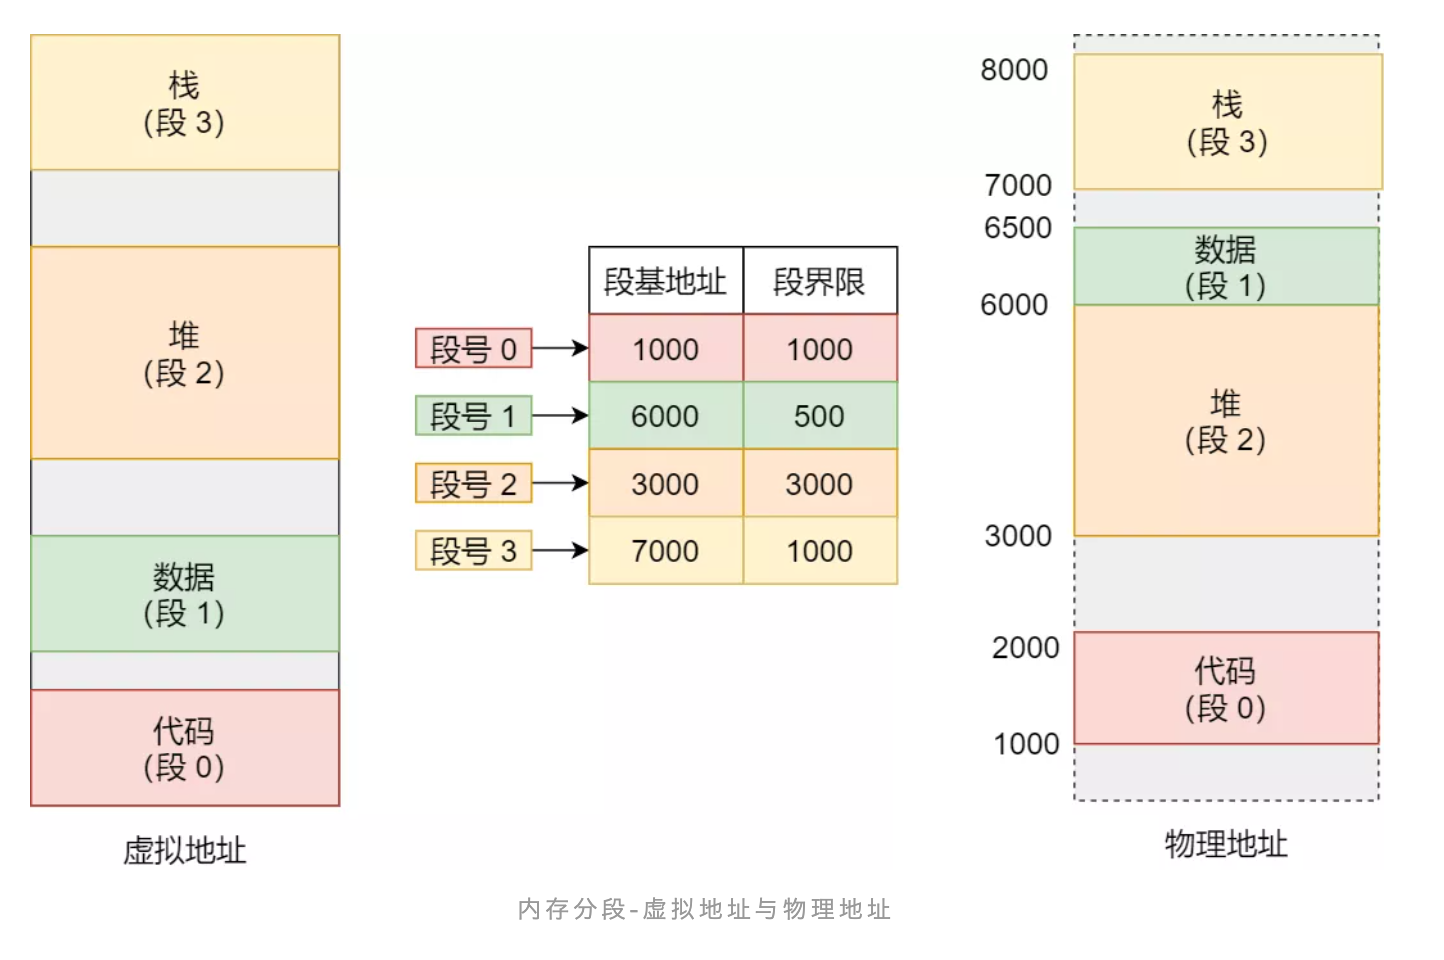 栈
(段 3)
堆
(段 2)
数据
(段 1)
代码
(段 0)
虚拟地址
段基地址 段界限
段号 0 1000 1000
段号 1 6000 500
段号 2 3000 3000
段号 3 7000 1000
8000
栈
(段 3)
7000
6500
数据
(段 1)
6000
堆
(段 2)
3000
2000
代码
(段 0)
1000
物理地址
内存分段-虚拟地址与物理地址